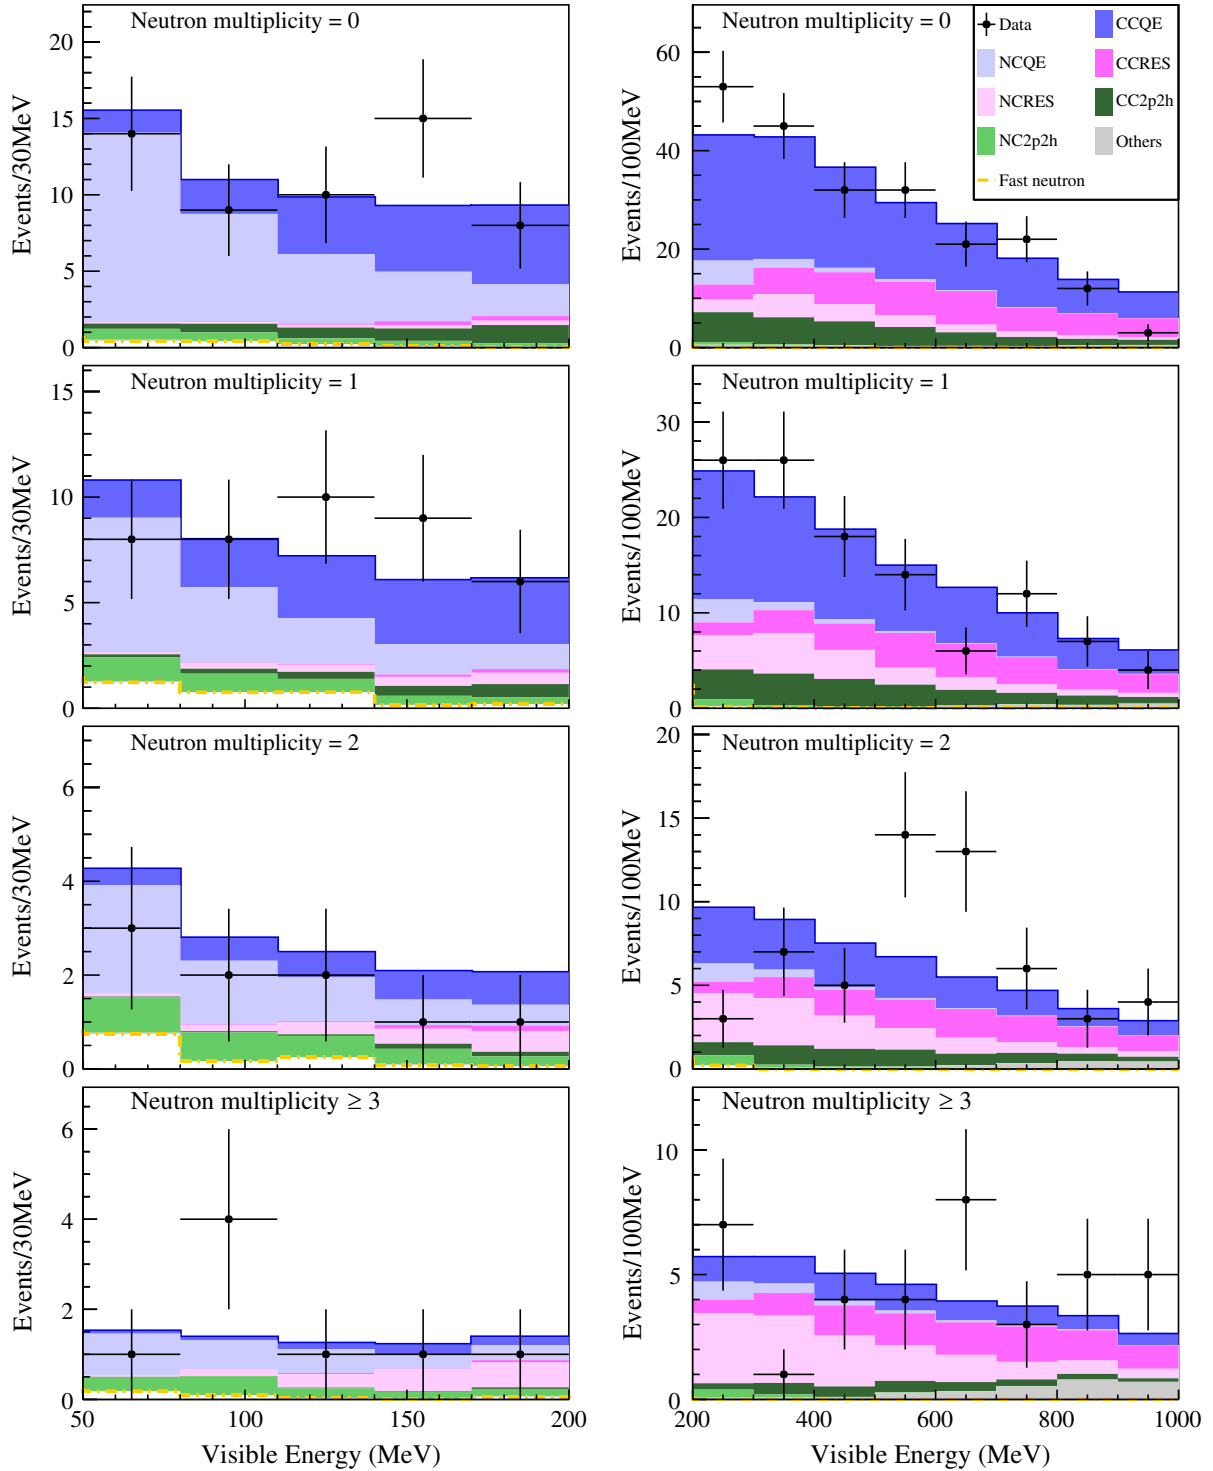 Neutron multiplicity = 0
Events/30MeV
20
15
10
5
0
Neutron multiplicity = 0
Events/100MeV
60
40
20
0
Data
CCQE
NCQE
CCRES
NCRES
CC2p2h
NC2p2h
Others
Fast neutron
Neutron multiplicity = 1
Events/30MeV
15
10
5
0
Neutron multiplicity = 1
Events/100MeV
30
20
10
0
Neutron multiplicity = 2
Events/30MeV
6
4
2
0
Neutron multiplicity = 2
Events/100MeV
20
15
10
5
0
Neutron multiplicity ≥ 3
Events/30MeV
6
4
2
0
50 100 150 200
Visible Energy (MeV)
Neutron multiplicity ≥ 3
Events/100MeV
10
5
0
200 400 600 800 1000
Visible Energy (MeV)